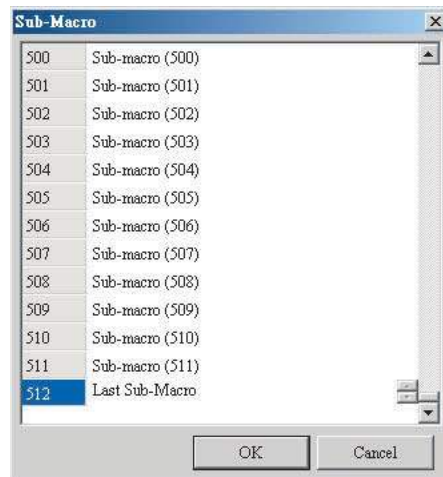 Sub-Macro
500 Sub-macro (500)
501 Sub-macro (501)
502 Sub-macro (502)
503 Sub-macro (503)
504 Sub-macro (504)
505 Sub-macro (505)
506 Sub-macro (506)
507 Sub-macro (507)
508 Sub-macro (508)
509 Sub-macro (509)
510 Sub-macro (510)
511 Sub-macro (511)
512 Last Sub-Macro
OK Cancel